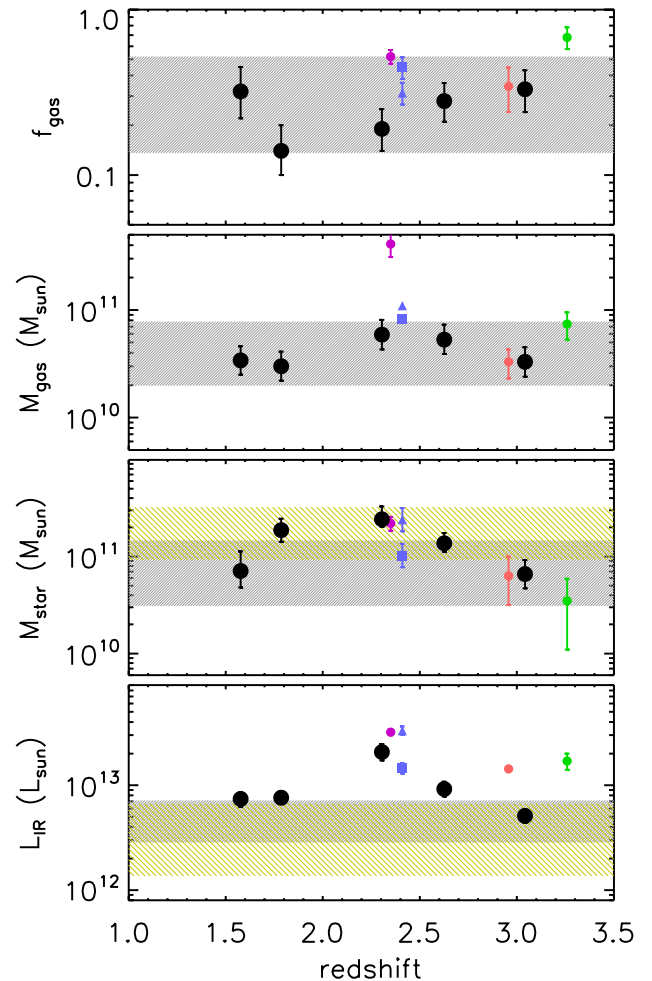 1.0
0.1
f_gas
10^11
10^10
M_gas (M_sun)
10^11
10^10
M_star (M_sun)
10^13
10^12
L_IR (L_sun)
1.0 1.5 2.0 2.5 3.0 3.5
redshift